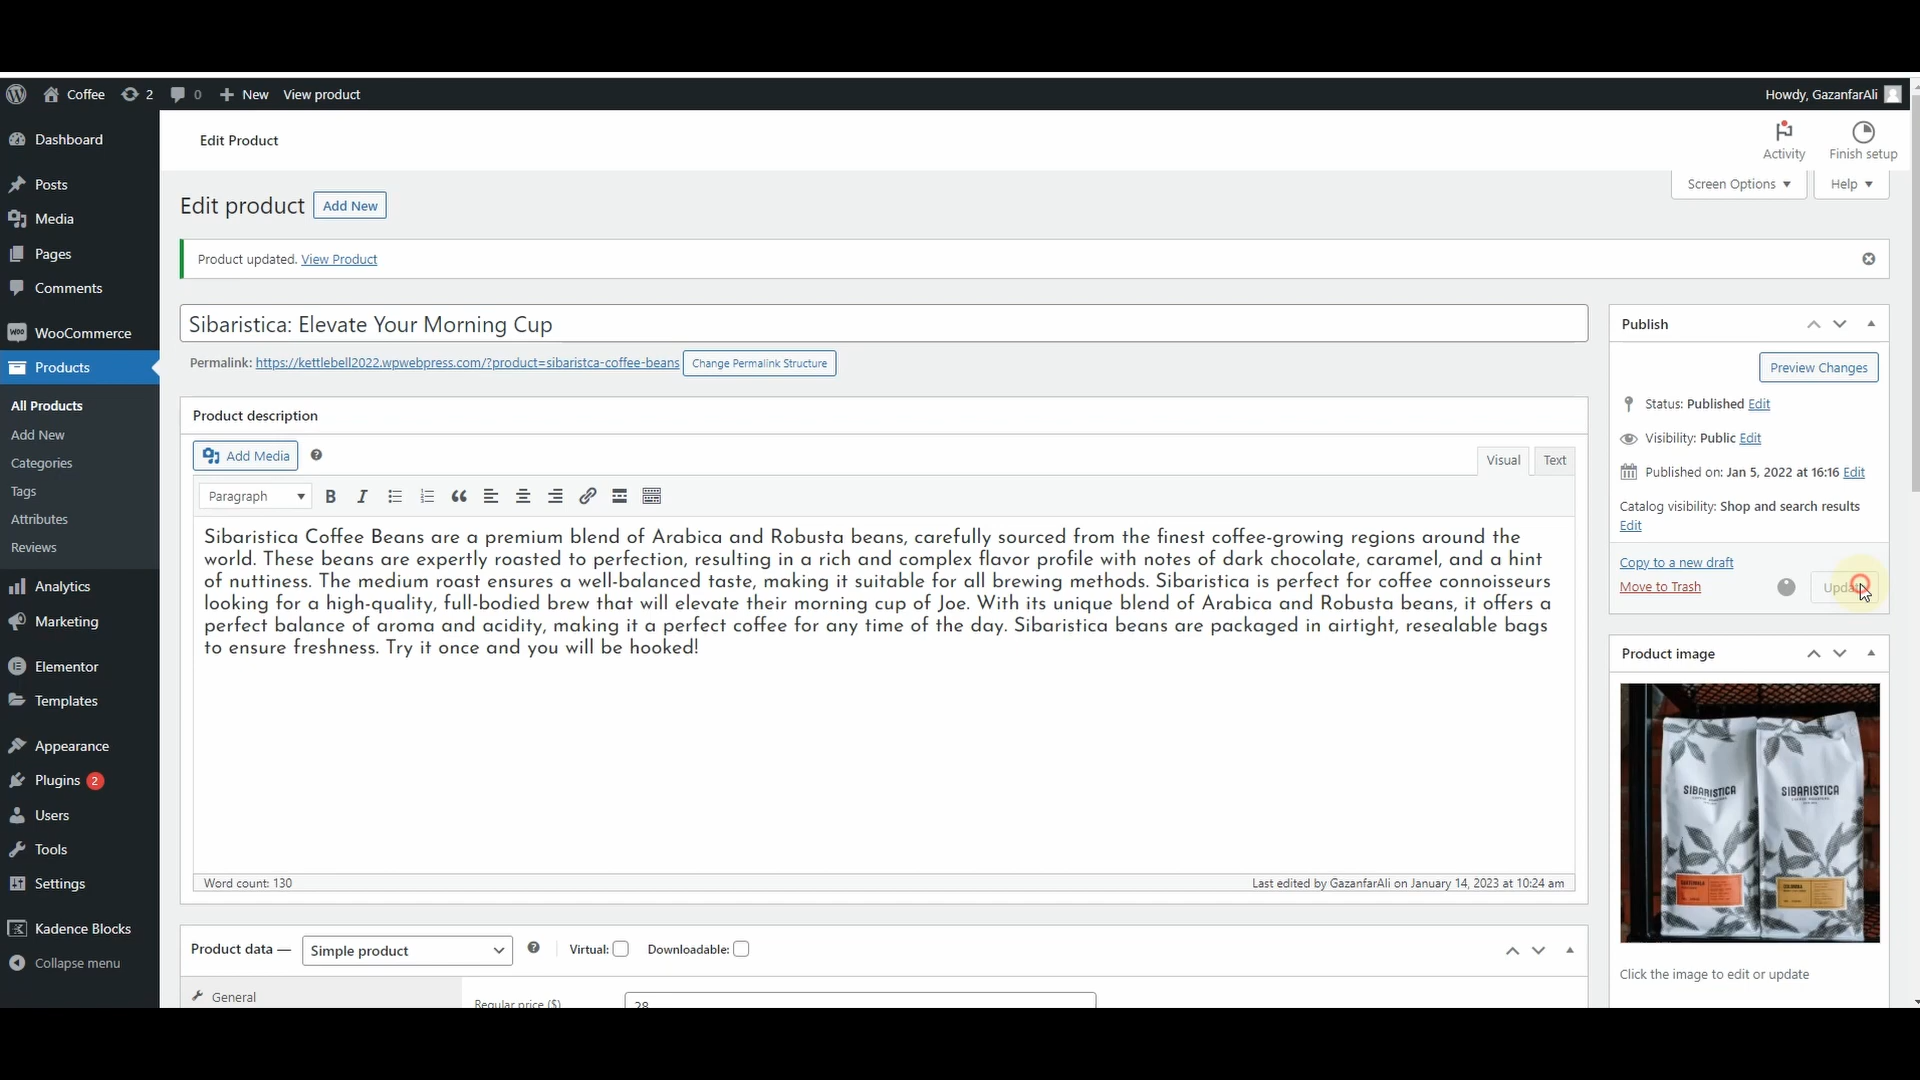 Coffee 2 0 New View product Howdy, GazanfarAli
Edit Product
Activity
Finish setup
Screen Options
Help
Dashboard
Posts
Media
Pages
Comments
WooCommerce
Products
All Products
Add New
Categories
Tags
Attributes
Reviews
Analytics
Marketing
Elementor
Templates
Appearance
Plugins 2
Users
Tools
Settings
Kadence Blocks
Collapse menu
Edit product Add New
Product updated. View Product
Sibaristica: Elevate Your Morning Cup
Permalink: https://kettlebell2022.wpwebpress.com/?product=sibaristca-coffee-beans Change Permalink Structure
Product description
Add Media
Visual Text
Paragraph
Sibaristica Coffee Beans are a premium blend of Arabica and Robusta beans, carefully sourced from the finest coffee-growing regions around the
world. These beans are expertly roasted to perfection, resulting in a rich and complex flavor profile with notes of dark chocolate, caramel, and a hint
of nuttiness. The medium roast ensures a well-balanced taste, making it suitable for all brewing methods. Sibaristica is perfect for coffee connoisseurs
looking for a high-quality, full-bodied brew that will elevate their morning cup of Joe. With its unique blend of Arabica and Robusta beans, it offers a
perfect balance of aroma and acidity, making it a perfect coffee for any time of the day. Sibaristica beans are packaged in airtight, resealable bags
to ensure freshness. Try it once and you will be hooked!
Word count: 130
Last edited by GazanfarAli on January 14, 2023 at 10:24 am
Product data — Simple product Virtual: Downloadable:
General
Regular price ($) 28
Publish
Preview Changes
Status: Published Edit
Visibility: Public Edit
Published on: Jan 5, 2022 at 16:16 Edit
Catalog visibility: Shop and search results
Edit
Copy to a new draft
Move to Trash
Product image
SIBARISTICA
SIBARISTICA
Click the image to edit or update